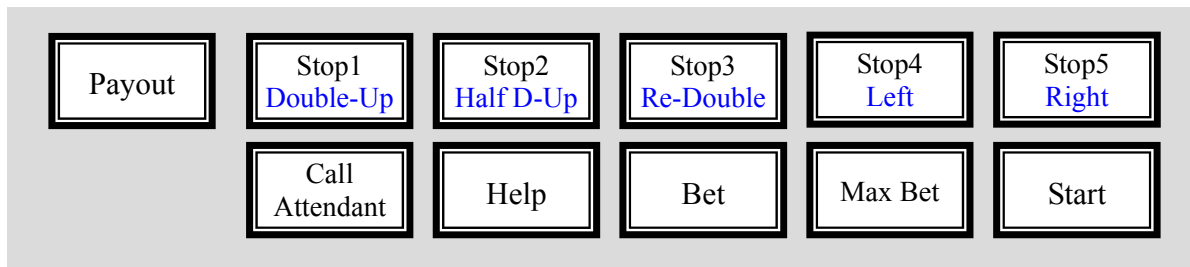 Payout
Stop1
Double-Up
Stop2
Half D-Up
Stop3
Re-Double
Stop4
Left
Stop5
Right
Call
Attendant
Help
Bet
Max Bet
Start